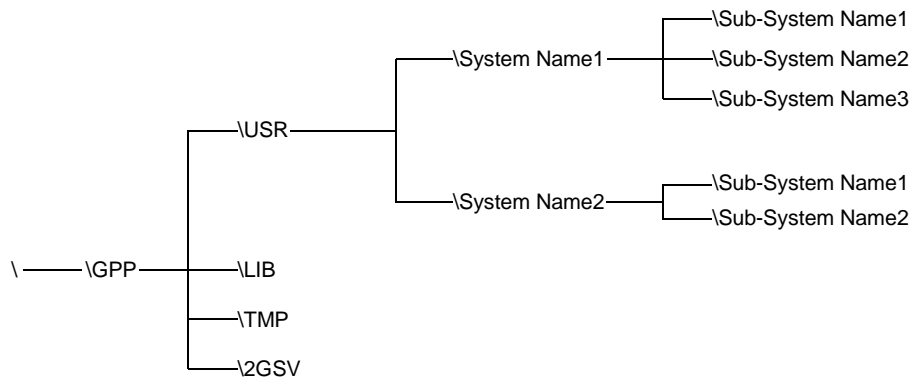 \Sub-System Name1
\System Name1
\Sub-System Name2
\Sub-System Name3
\USR
\Sub-System Name1
\System Name2
\Sub-System Name2
\
\GPP
\LIB
\TMP
\2GSV